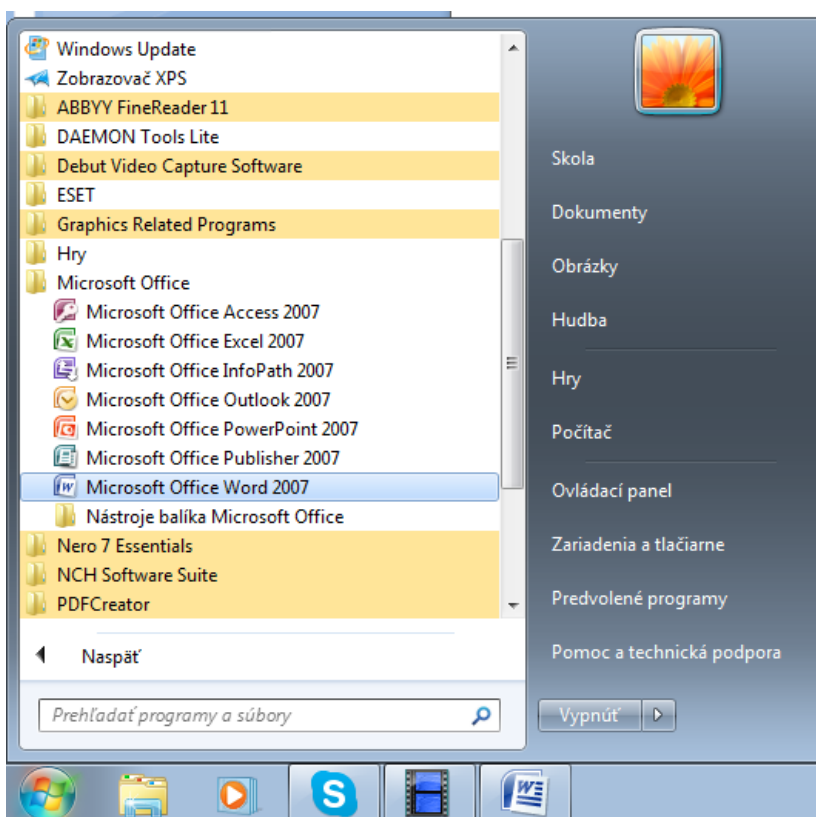 Windows Update
Zobrazovač XPS
ABBYY FineReader 11
DAEMON Tools Lite
Debut Video Capture Software
ESET
Graphics Related Programs
Hry
Microsoft Office
Microsoft Office Access 2007
Microsoft Office Excel 2007
Microsoft Office InfoPath 2007
Microsoft Office Outlook 2007
Microsoft Office PowerPoint 2007
Microsoft Office Publisher 2007
Microsoft Office Word 2007
Nástroje balíka Microsoft Office
Nero 7 Essentials
NCH Software Suite
PDFCreator
Naspäť
Prehľadať programy a súbory
Skola
Dokumenty
Obrázky
Hudba
Hry
Počítač
Ovládací panel
Zariadenia a tlačiarne
Predvolené programy
Pomoc a technická podpora
Vypnúť